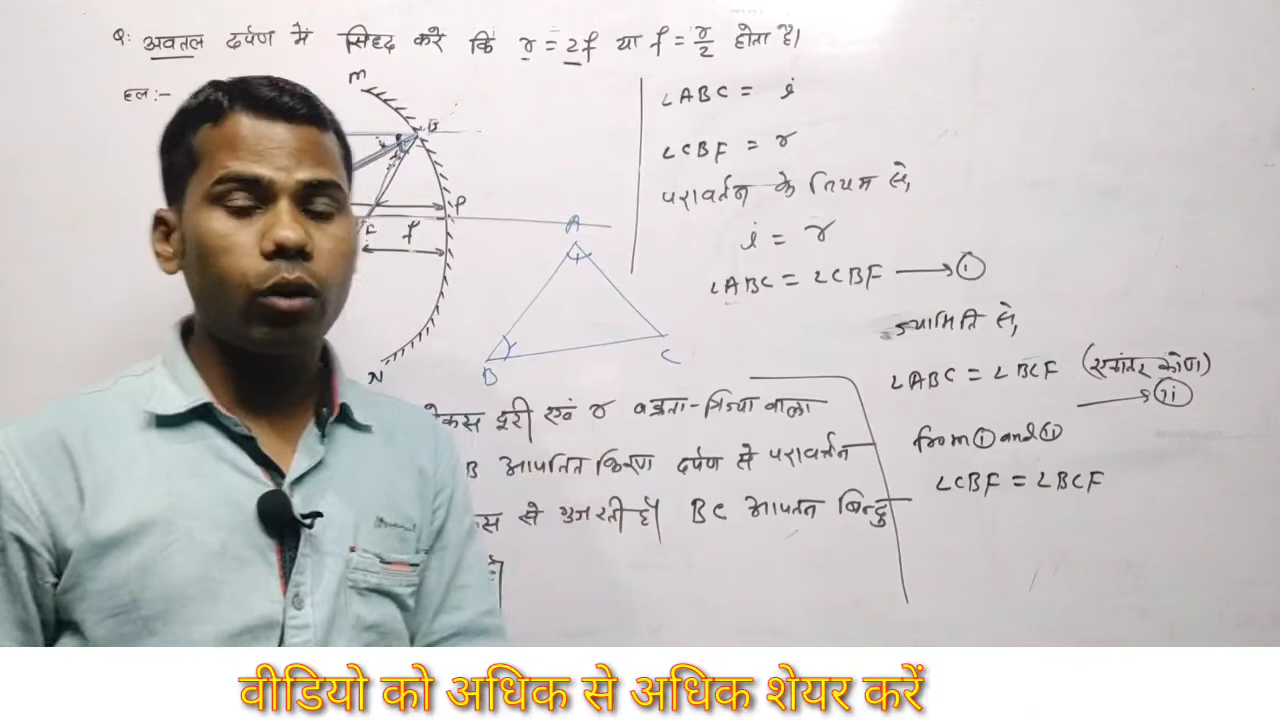 Q: अवतल दर्पण में सिद्ध करे कि r = 2f या f = r/2 होता है।
हल:-
M
B
i
P
F
f
N
A
B
C
∠ABC = i
∠CBF = r
परावर्तन के नियम से,
i = r
∠ABC = ∠CBF ⟶ ①
ज्यामिति से,
∠ABC = ∠BCF (एकांतर कोण)
⟶ ⑪
from ① and ⑪
∠CBF = ∠BCF
कस दूरी एवं r वक्रता-त्रिज्या वाला
B आपतित किरण दर्पण से परावर्तन
स से गुजरती है। BC आपतन बिन्दु
वीडियो को अधिक से अधिक शेयर करें